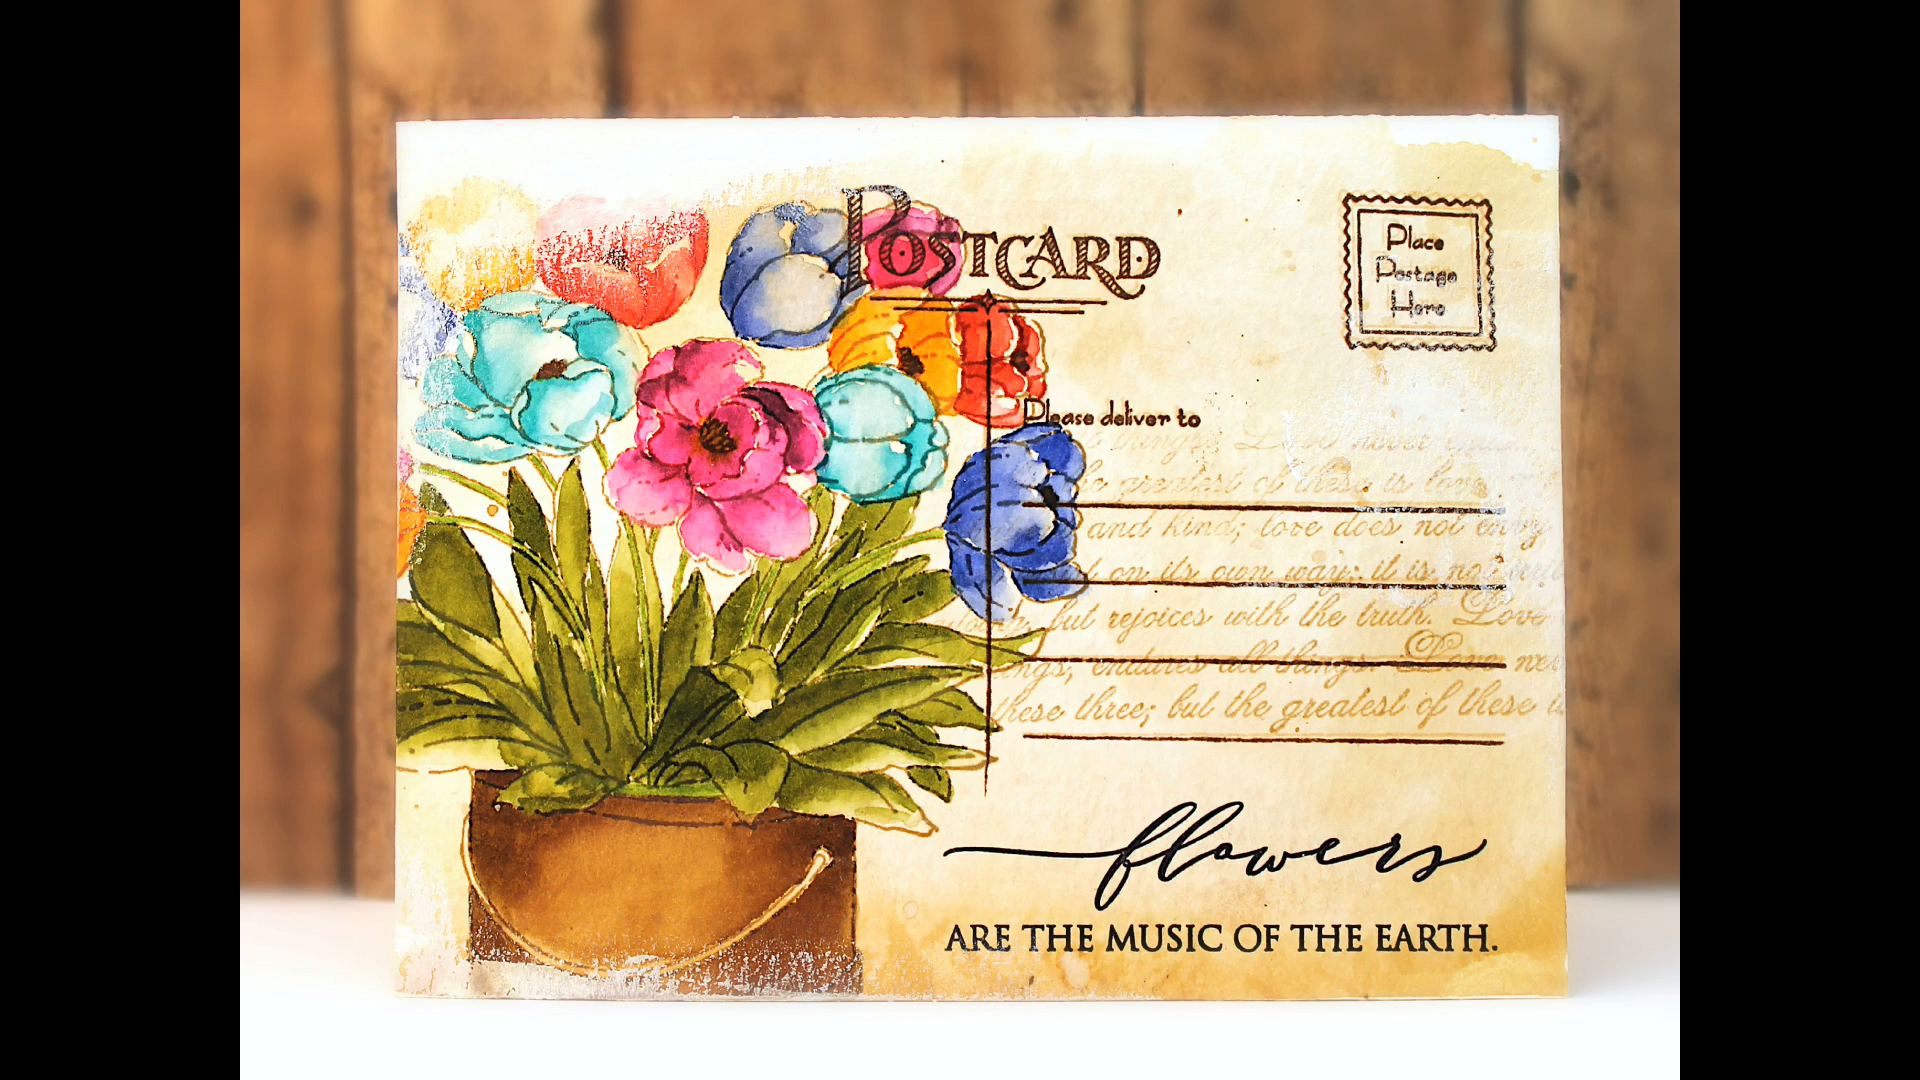 POSTCARD
Place
Postage
Here
Please deliver to
things. Love never
greatest of these is love
and kind; love does not envy
on its own way; it is not
but rejoices with the truth. Love
endures all things. Love
these three; but the greatest of these
flowers
ARE THE MUSIC OF THE EARTH.